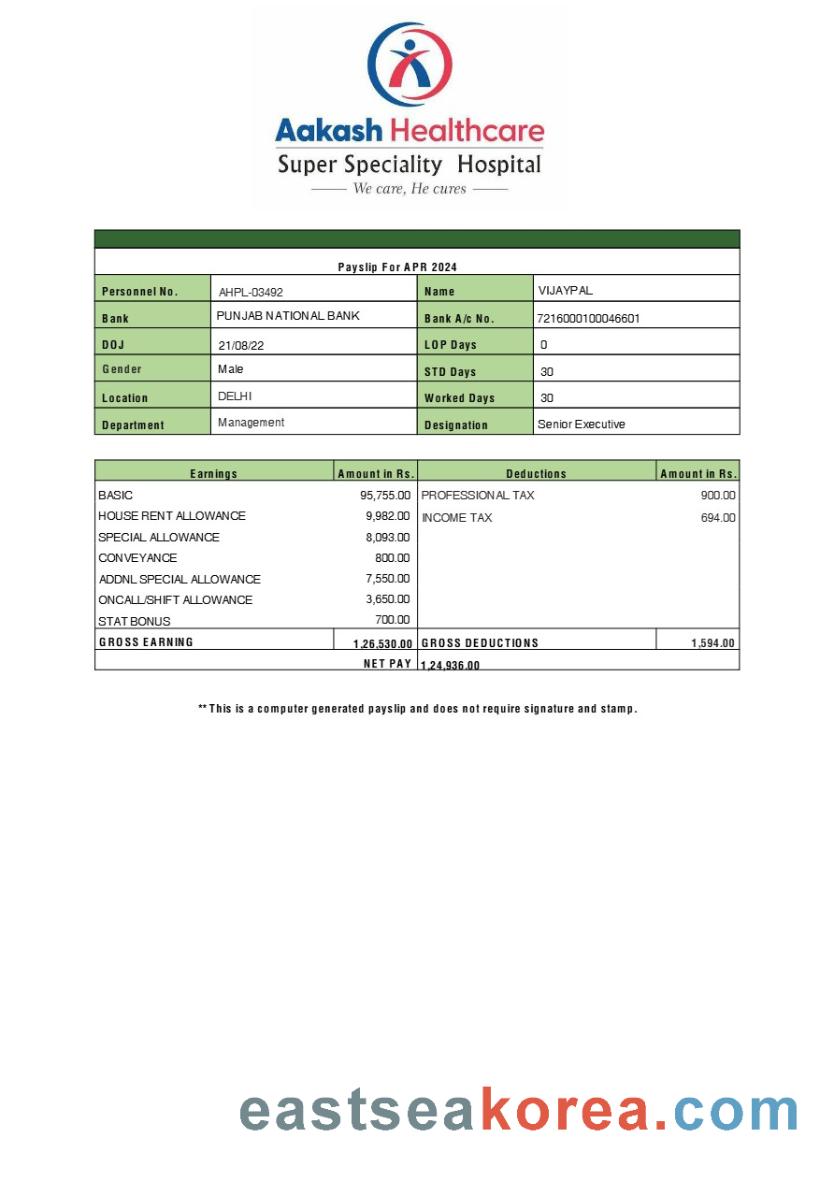 Aakash Healthcare
Super Speciality Hospital
We care, He cures
Payslip For APR 2024
Personnel No. AHPL-03492 Name VIJAYPAL
Bank PUNJAB NATIONAL BANK Bank A/c No. 7216000100046601
DOJ 21/08/22 LOP Days 0
Gender Male STD Days 30
Location DELHI Worked Days 30
Department Management Designation Senior Executive
Earnings Amount in Rs. Deductions Amount in Rs.
BASIC 95,755.00 PROFESSIONAL TAX 900.00
HOUSE RENT ALLOWANCE 9,982.00 INCOME TAX 694.00
SPECIAL ALLOWANCE 8,093.00
CONVEYANCE 800.00
ADDNL SPECIAL ALLOWANCE 7,550.00
ONCALL/SHIFT ALLOWANCE 3,650.00
STAT BONUS 700.00
GROSS EARNING 1,26,530.00 GROSS DEDUCTIONS 1,594.00
NET PAY 1,24,936.00
** This is a computer generated payslip and does not require signature and stamp.
eastseakorea.com